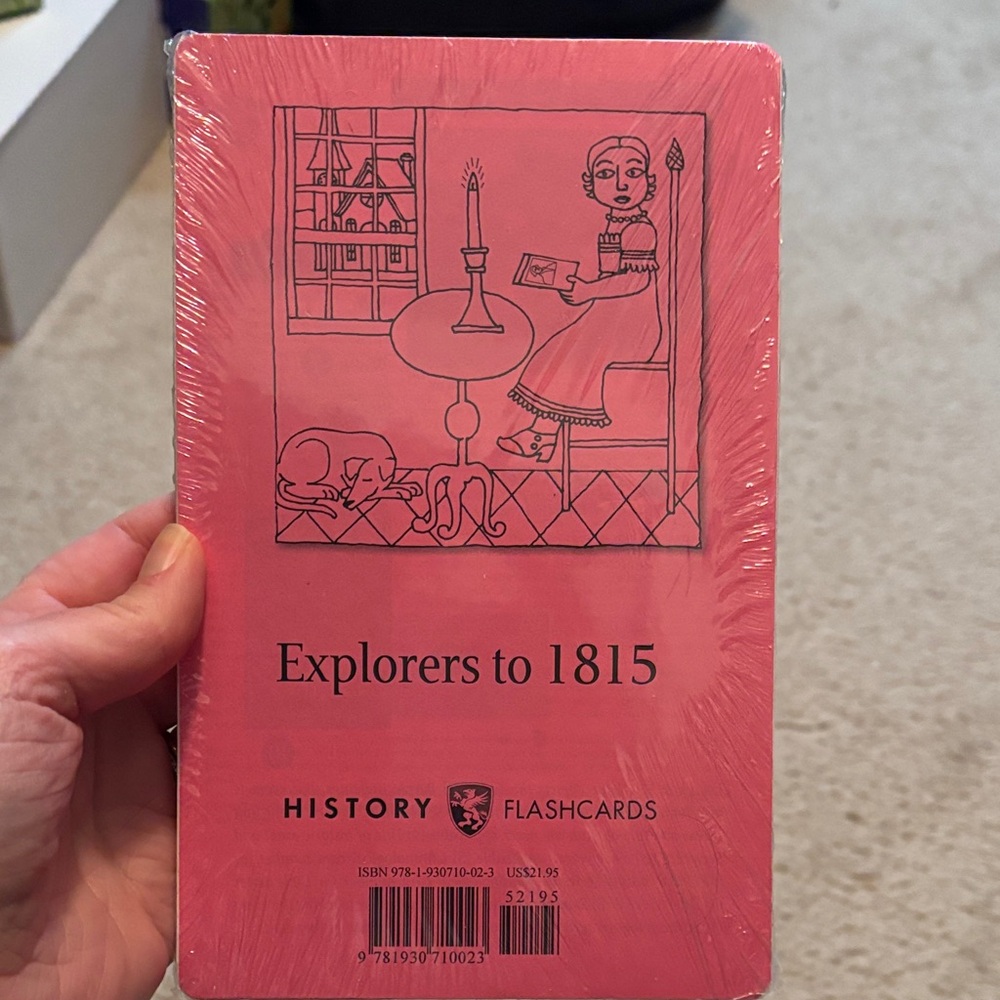 Explorers to 1815
HISTORY FLASHCARDS
ISBN 978-1-930710-02-3 US$21.95
52195
9 781930 710023